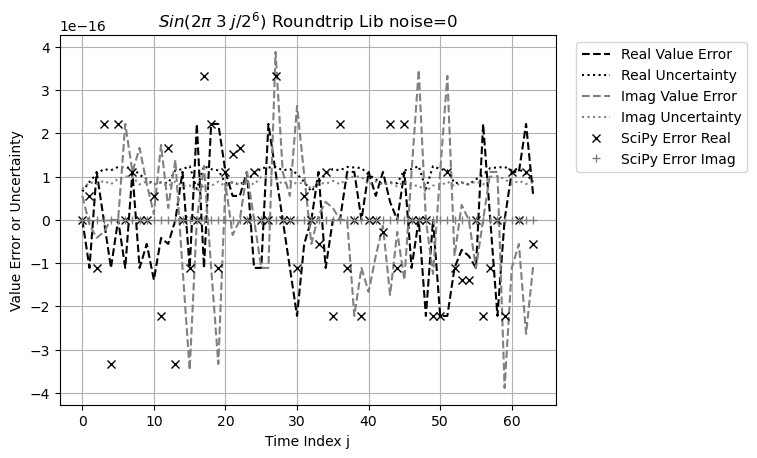 Sin(2π 3 j/2⁶) Roundtrip Lib noise=0
1e−16
4
3
2
1
0
−1
−2
−3
−4
Value Error or Uncertainty
0 10 20 30 40 50 60
Time Index j
Real Value Error
Real Uncertainty
Imag Value Error
Imag Uncertainty
SciPy Error Real
SciPy Error Imag